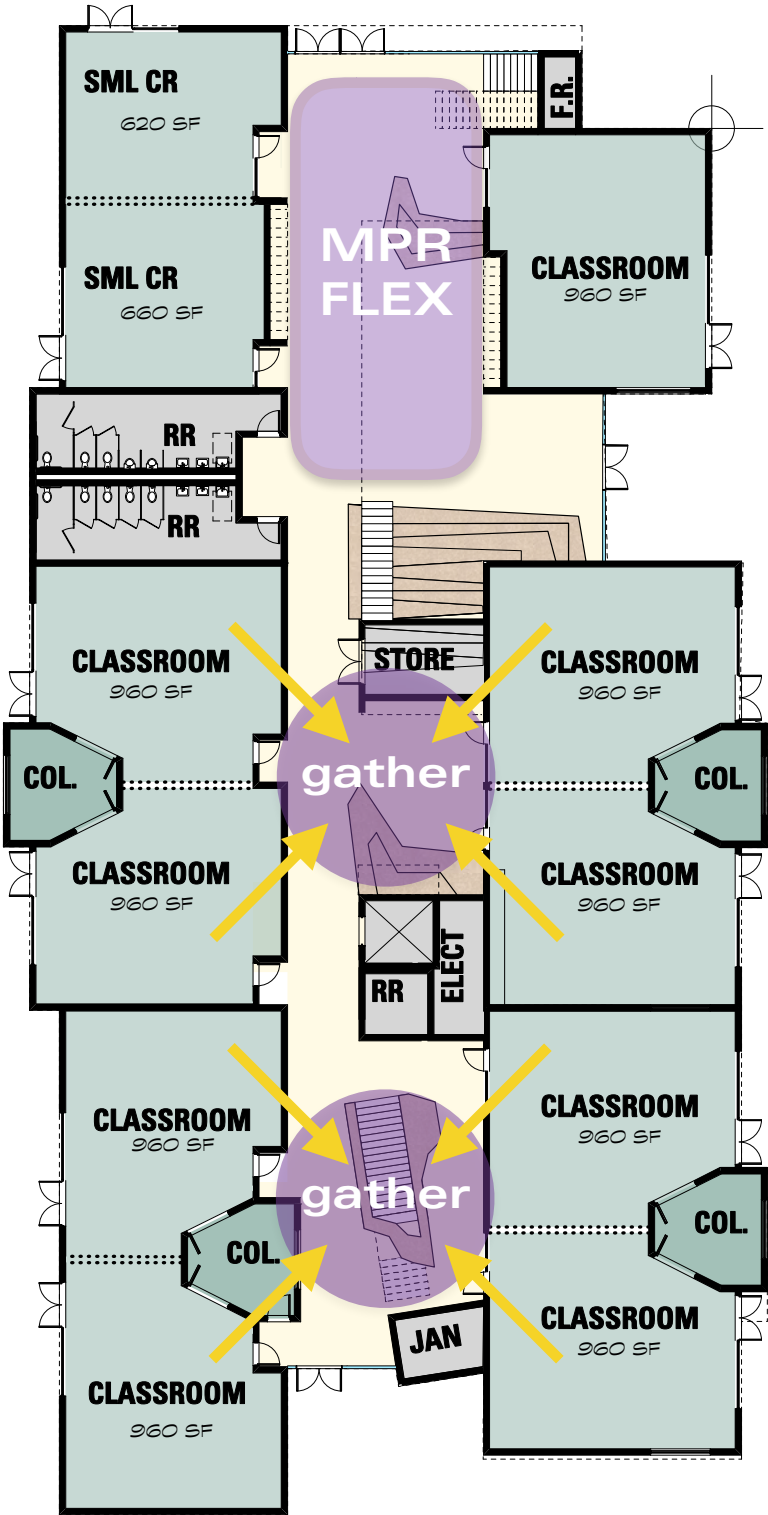 SML CR
620 SF
F.R.
SML CR
660 SF
MPR
FLEX
CLASSROOM
960 SF
RR
RR
CLASSROOM
960 SF
STORE
CLASSROOM
960 SF
COL.
gather
COL.
CLASSROOM
960 SF
CLASSROOM
960 SF
RR
ELECT
CLASSROOM
960 SF
CLASSROOM
960 SF
gather
COL.
COL.
CLASSROOM
960 SF
JAN
CLASSROOM
960 SF